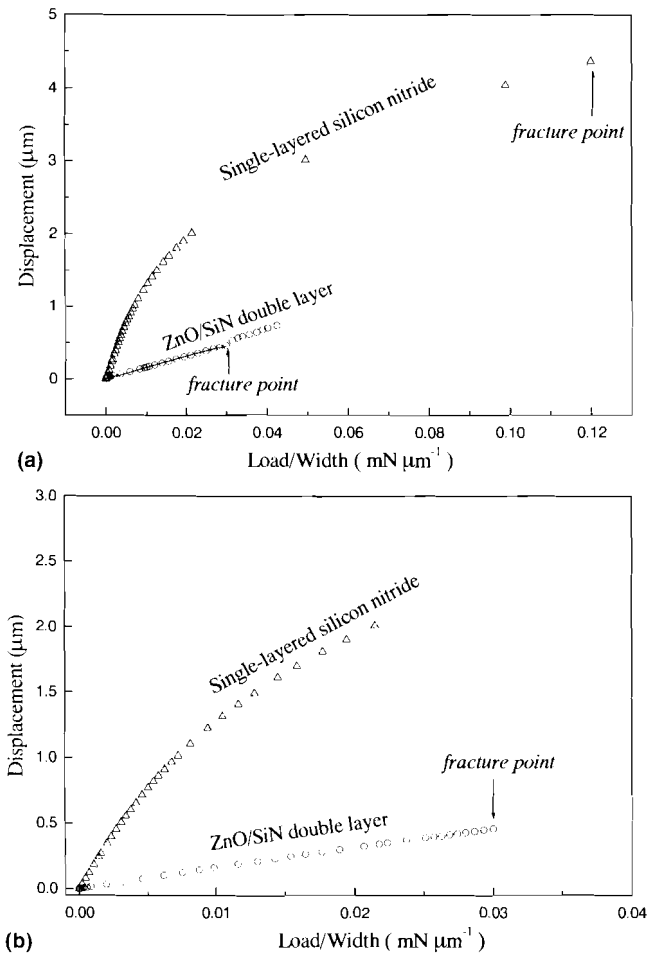 5
4
3
2
1
0
Displacement (μm)
Single-layered silicon nitride
fracture point
ZnO/SiN double layer
fracture point
0.00 0.02 0.04 0.06 0.08 0.10 0.12
(a)
Load/Width ( mN μm⁻¹ )
3.0
2.5
2.0
1.5
1.0
0.5
0.0
Displacement (μm)
Single-layered silicon nitride
fracture point
ZnO/SiN double layer
0.00 0.01 0.02 0.03 0.04
(b)
Load/Width ( mN μm⁻¹ )